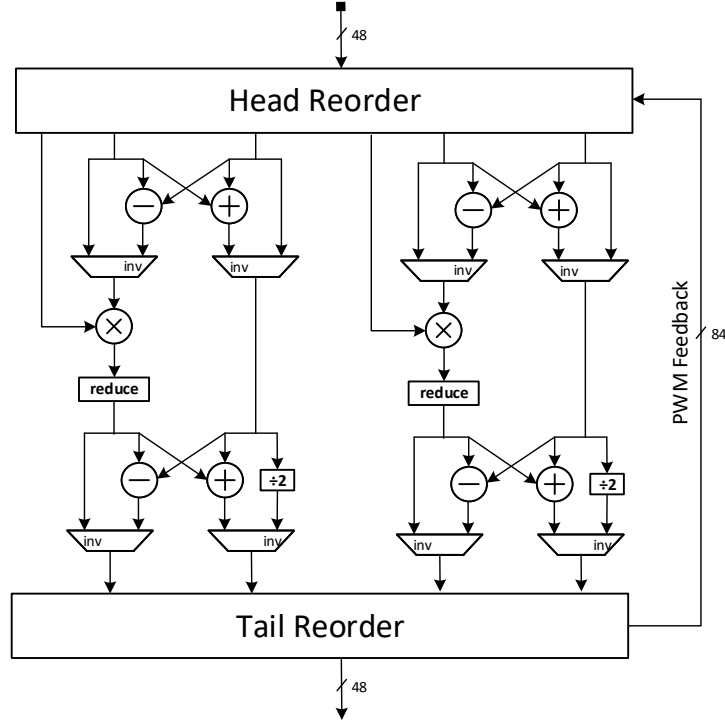 48
Head Reorder
− + − +
inv inv inv inv
× ×
reduce reduce
PWM Feedback
84
− + ÷2 − + ÷2
inv inv inv inv
Tail Reorder
48